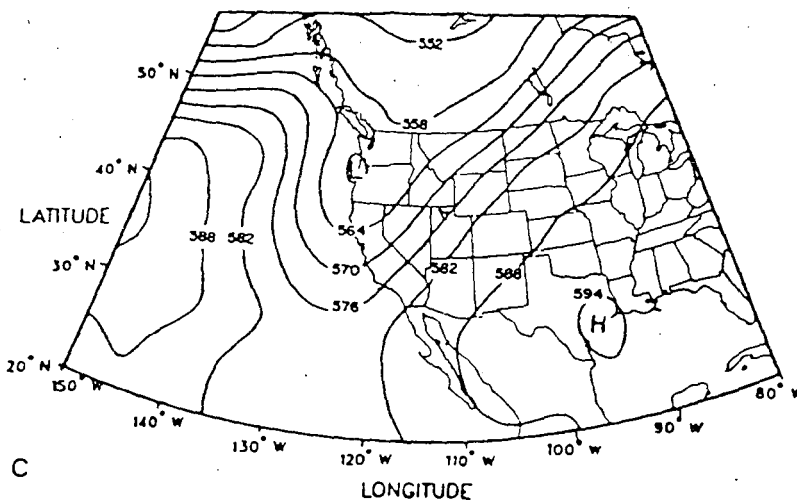 552
50° N
558
40° N
LATITUDE
588
582
564
30° N
570
582
588
576
594
H
20° N
150° W
80° W
140° W
90° W
130° W
100° W
120° W
110° W
C
LONGITUDE